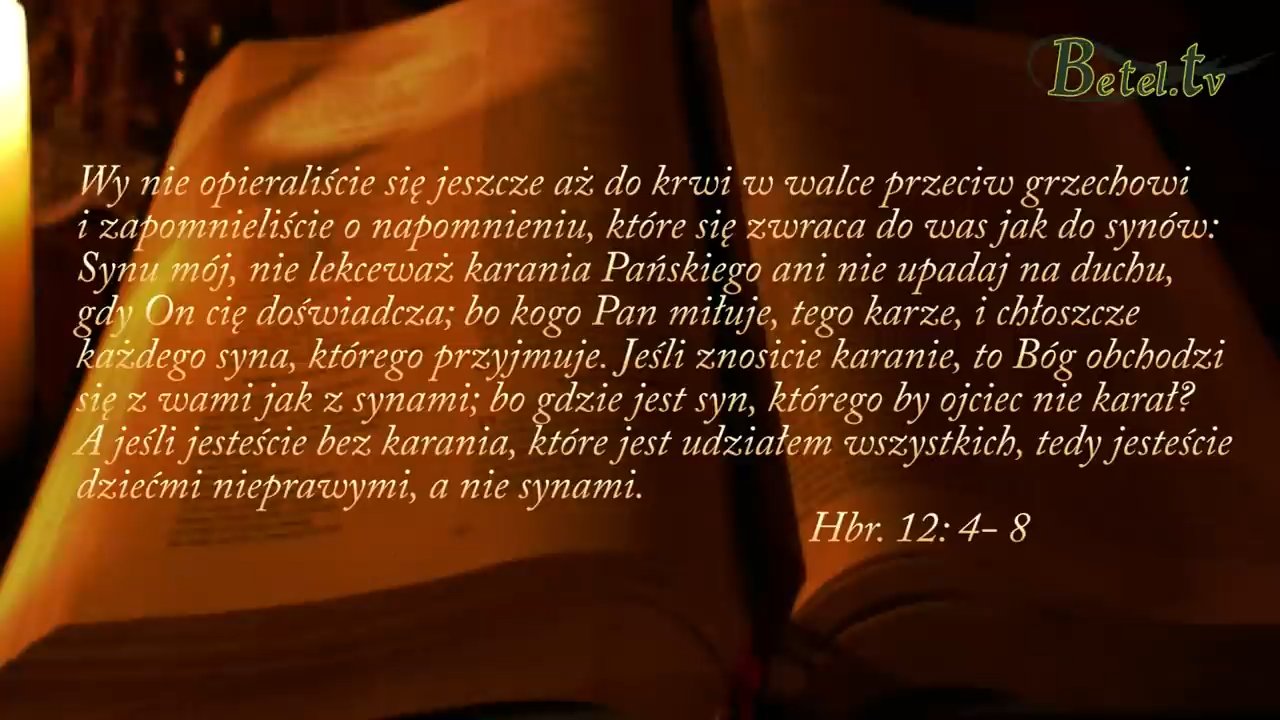 Betel.tv
Wy nie opieraliście się jeszcze aż do krwi w walce przeciw grzechowi
i zapomnieliście o napomnieniu, które się zwraca do was jak do synów:
Synu mój, nie lekceważ karania Pańskiego ani nie upadaj na duchu,
gdy On cię doświadcza; bo kogo Pan miłuje, tego karze, i chłoszcze
każdego syna, którego przyjmuje. Jeśli znosicie karanie, to Bóg obchodzi
się z wami jak z synami; bo gdzie jest syn, którego by ojciec nie karał?
A jeśli jesteście bez karania, które jest udziałem wszystkich, tedy jesteście
dziećmi nieprawymi, a nie synami.
Hbr. 12: 4- 8